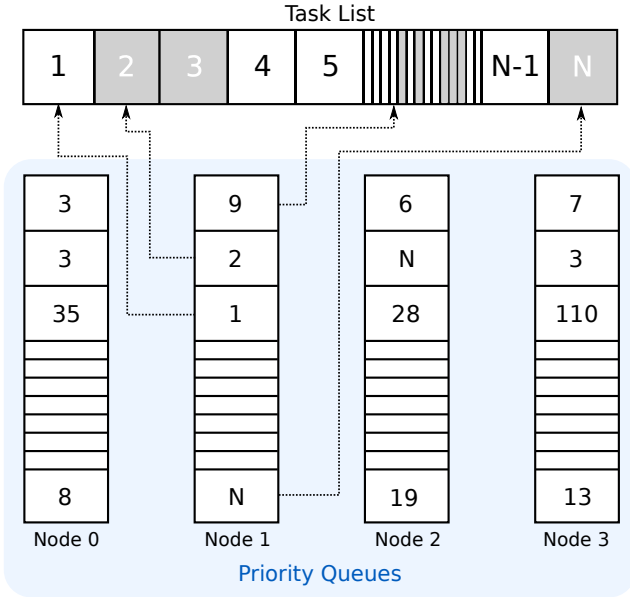 Task List
1 2 3 4 5 N-1 N
3 9 6 7
3 2 N 3
35 1 28 110
8 N 19 13
Node 0 Node 1 Node 2 Node 3
Priority Queues